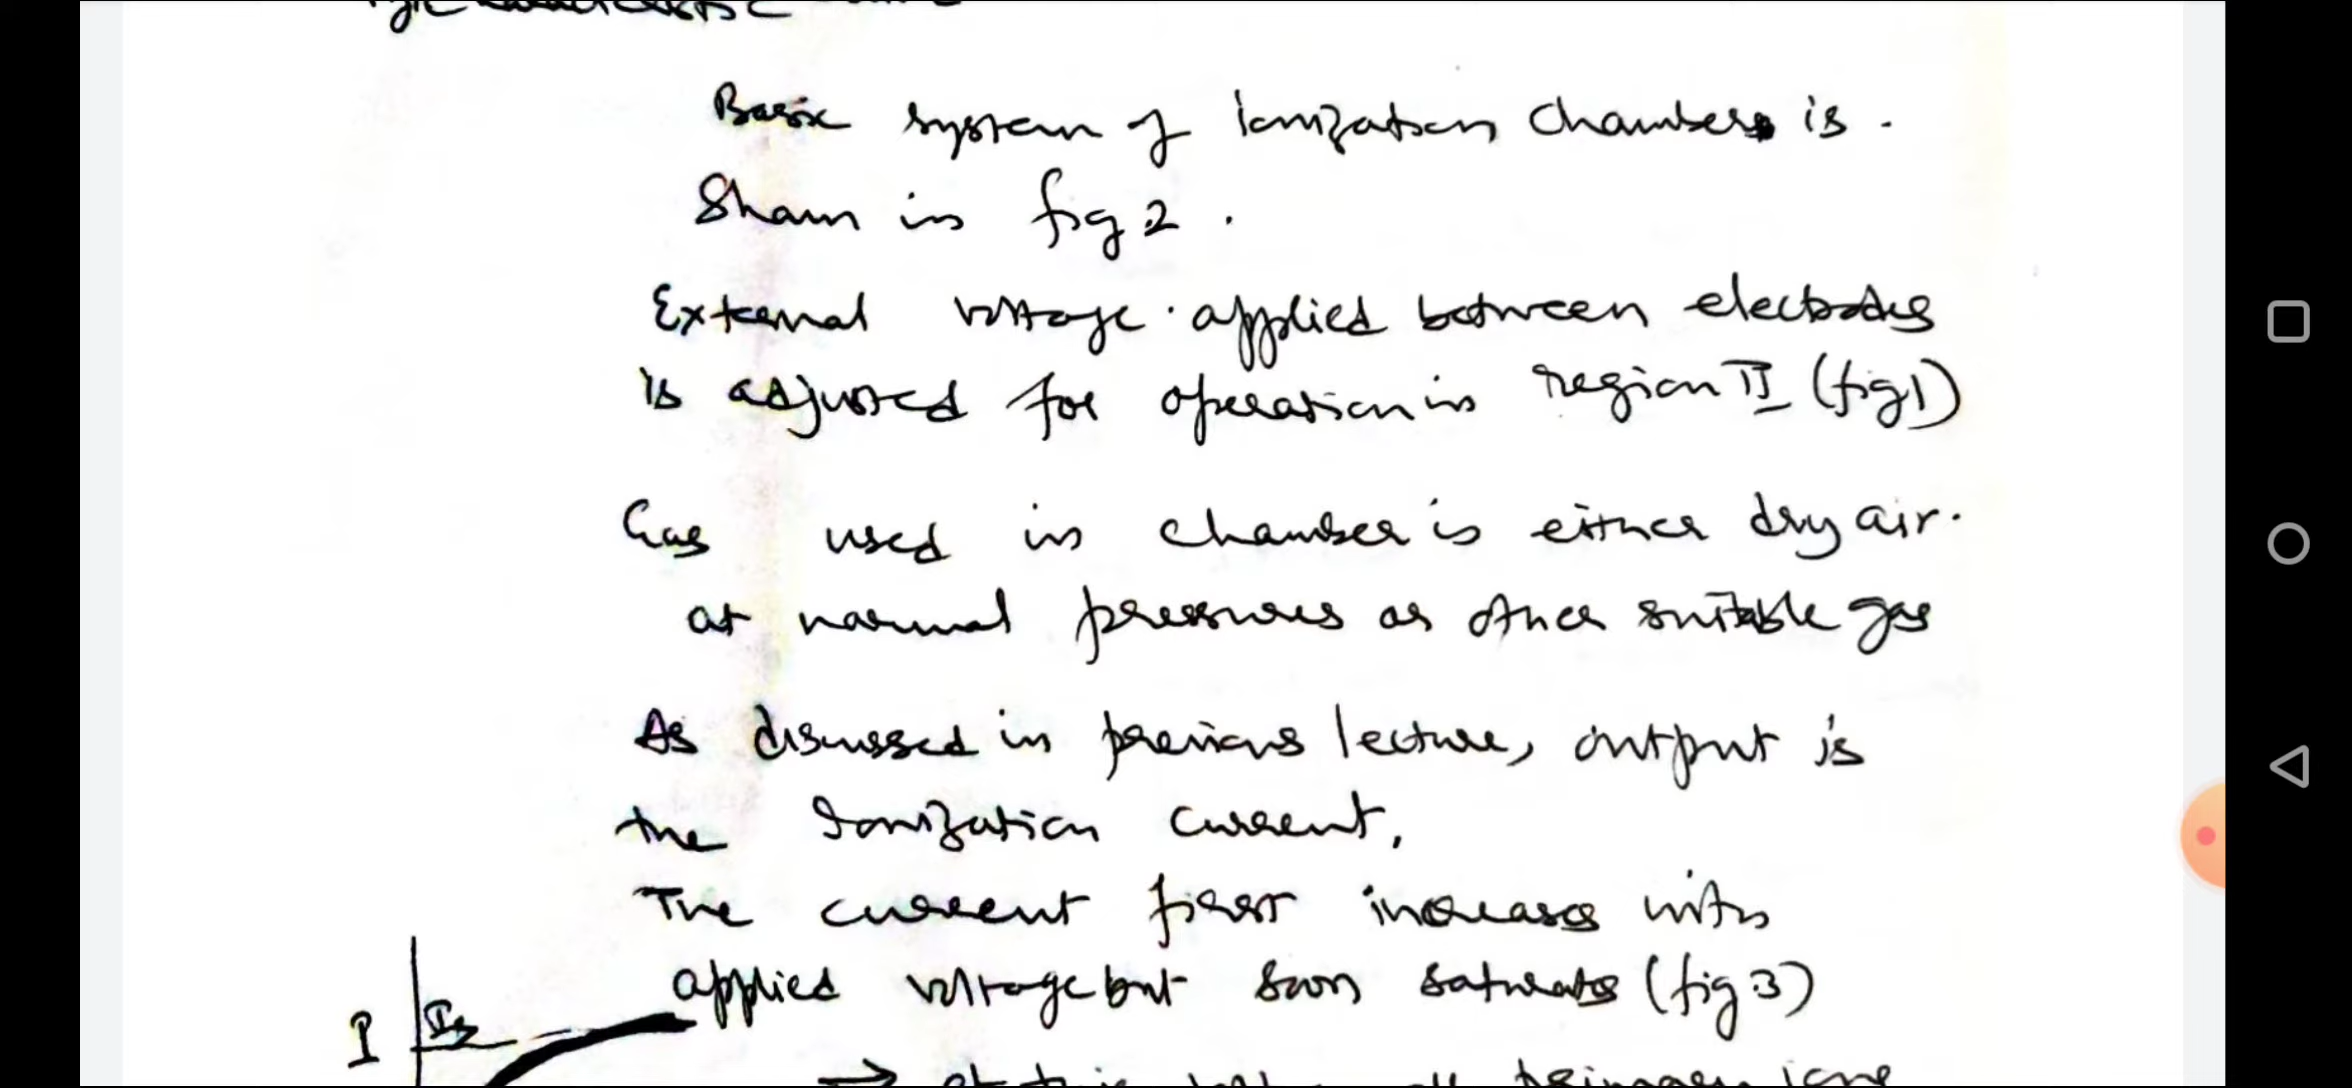 Basic system of ionization chambers is.
Shown in fig 2.
External voltage applied between electrodes
is adjusted for operation in region II (fig 1)
Gas used in chamber is either dry air.
at normal pressures or other suitable gas
As discussed in previous lecture, output is
the Ionization current,
The current first increases with
applied voltage but soon saturates (fig 3)
I
Is